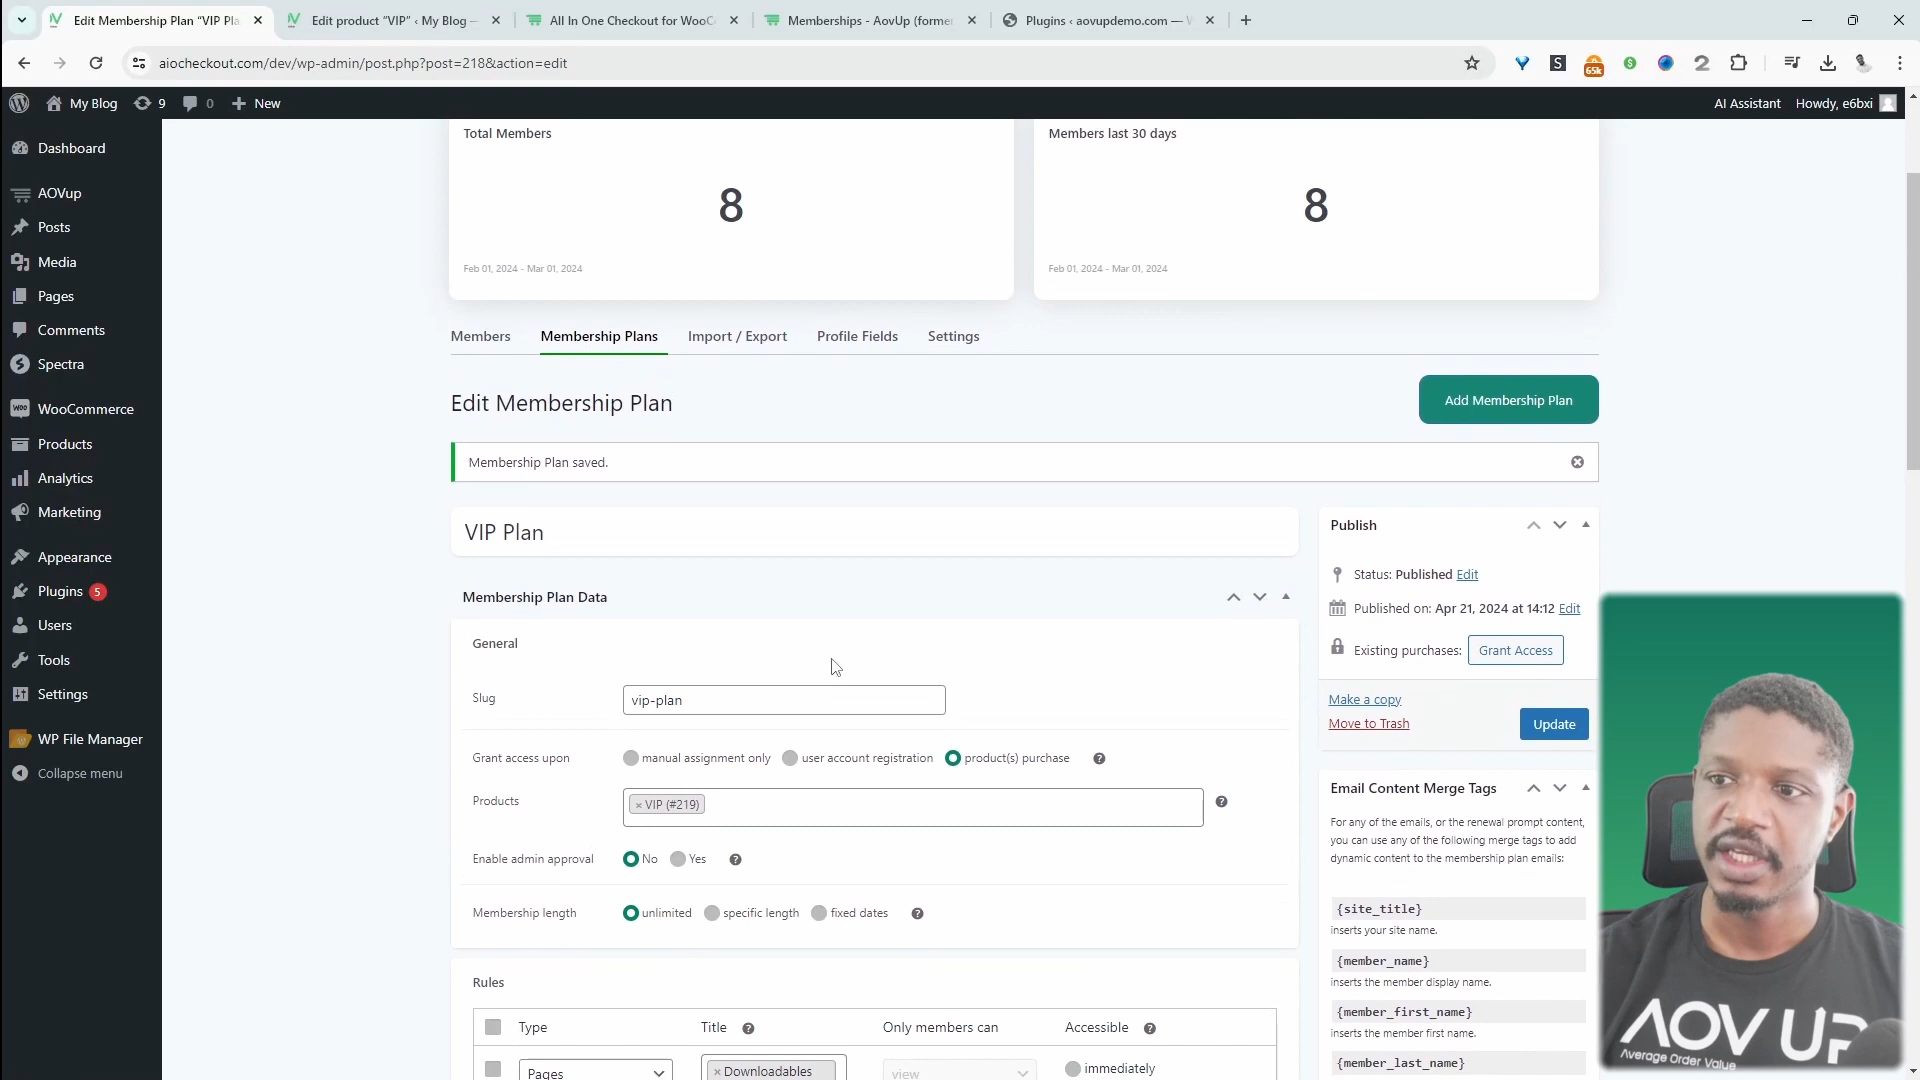 Edit Membership Plan “VIP Pla
Edit product “VIP” ‹ My Blog —
All In One Checkout for WooC
Memberships - AovUp (former
Plugins ‹ aovupdemo.com — W
aiocheckout.com/dev/wp-admin/post.php?post=218&action=edit
65k
My Blog 9 0 New
AI Assistant Howdy, e6bxi
Dashboard
AOVup
Posts
Media
Pages
Comments
Spectra
WooCommerce
Products
Analytics
Marketing
Appearance
Plugins 5
Users
Tools
Settings
WP File Manager
Collapse menu
Total Members
8
Feb 01, 2024 - Mar 01, 2024
Members last 30 days
8
Feb 01, 2024 - Mar 01, 2024
Members Membership Plans Import / Export Profile Fields Settings
Edit Membership Plan
Add Membership Plan
Membership Plan saved.
VIP Plan
Membership Plan Data
General
Slug vip-plan
Grant access upon manual assignment only user account registration product(s) purchase ?
Products × VIP (#219) ?
Enable admin approval No Yes ?
Membership length unlimited specific length fixed dates ?
Rules
Type Title ? Only members can Accessible ?
Pages × Downloadables view immediately
Publish
Status: Published Edit
Published on: Apr 21, 2024 at 14:12 Edit
Existing purchases: Grant Access
Make a copy
Move to Trash
Update
Email Content Merge Tags
For any of the emails, or the renewal prompt content,
you can use any of the following merge tags to add
dynamic content to the membership plan emails:
{site_title}
inserts your site name.
{member_name}
inserts the member display name.
{member_first_name}
inserts the member first name.
{member_last_name}
AOV UP
Average Order Value